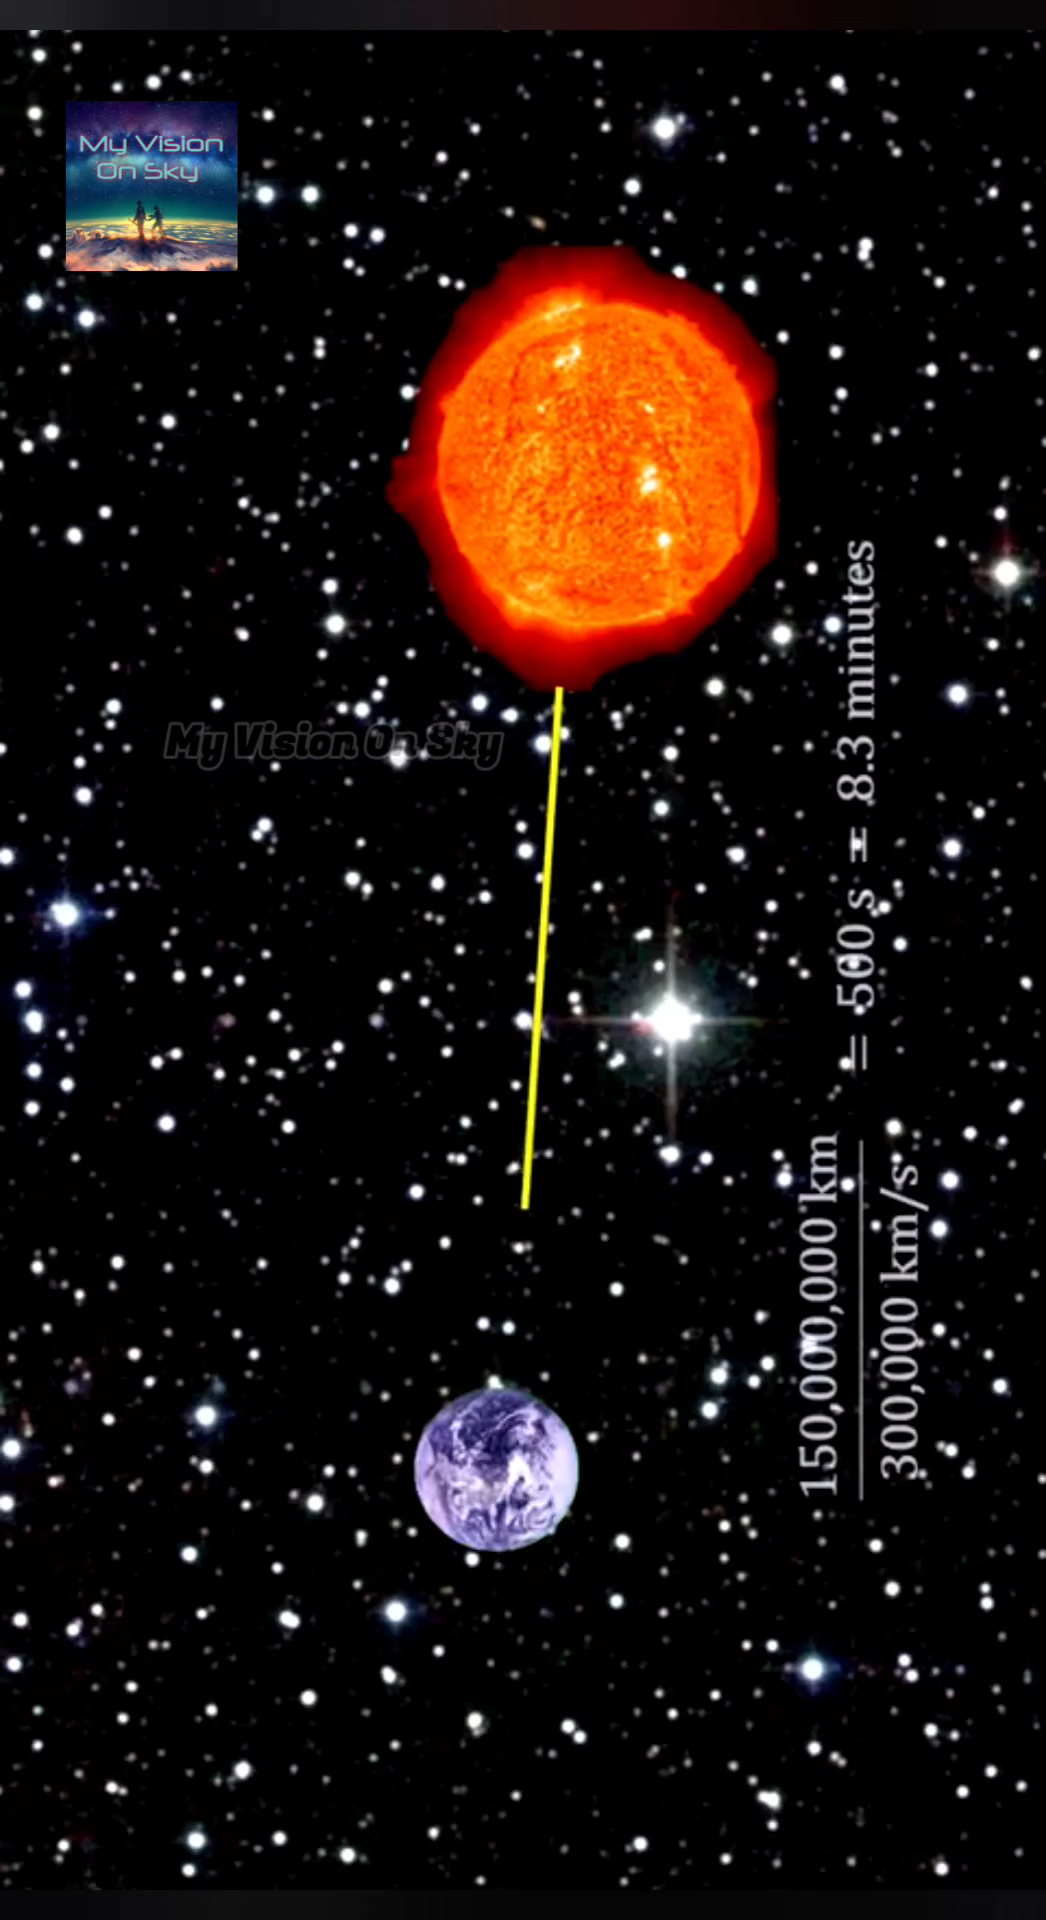 My Vision
On Sky
My Vision On Sky
150,000,000 km
300,000 km/s
= 500 s = 8.3 minutes